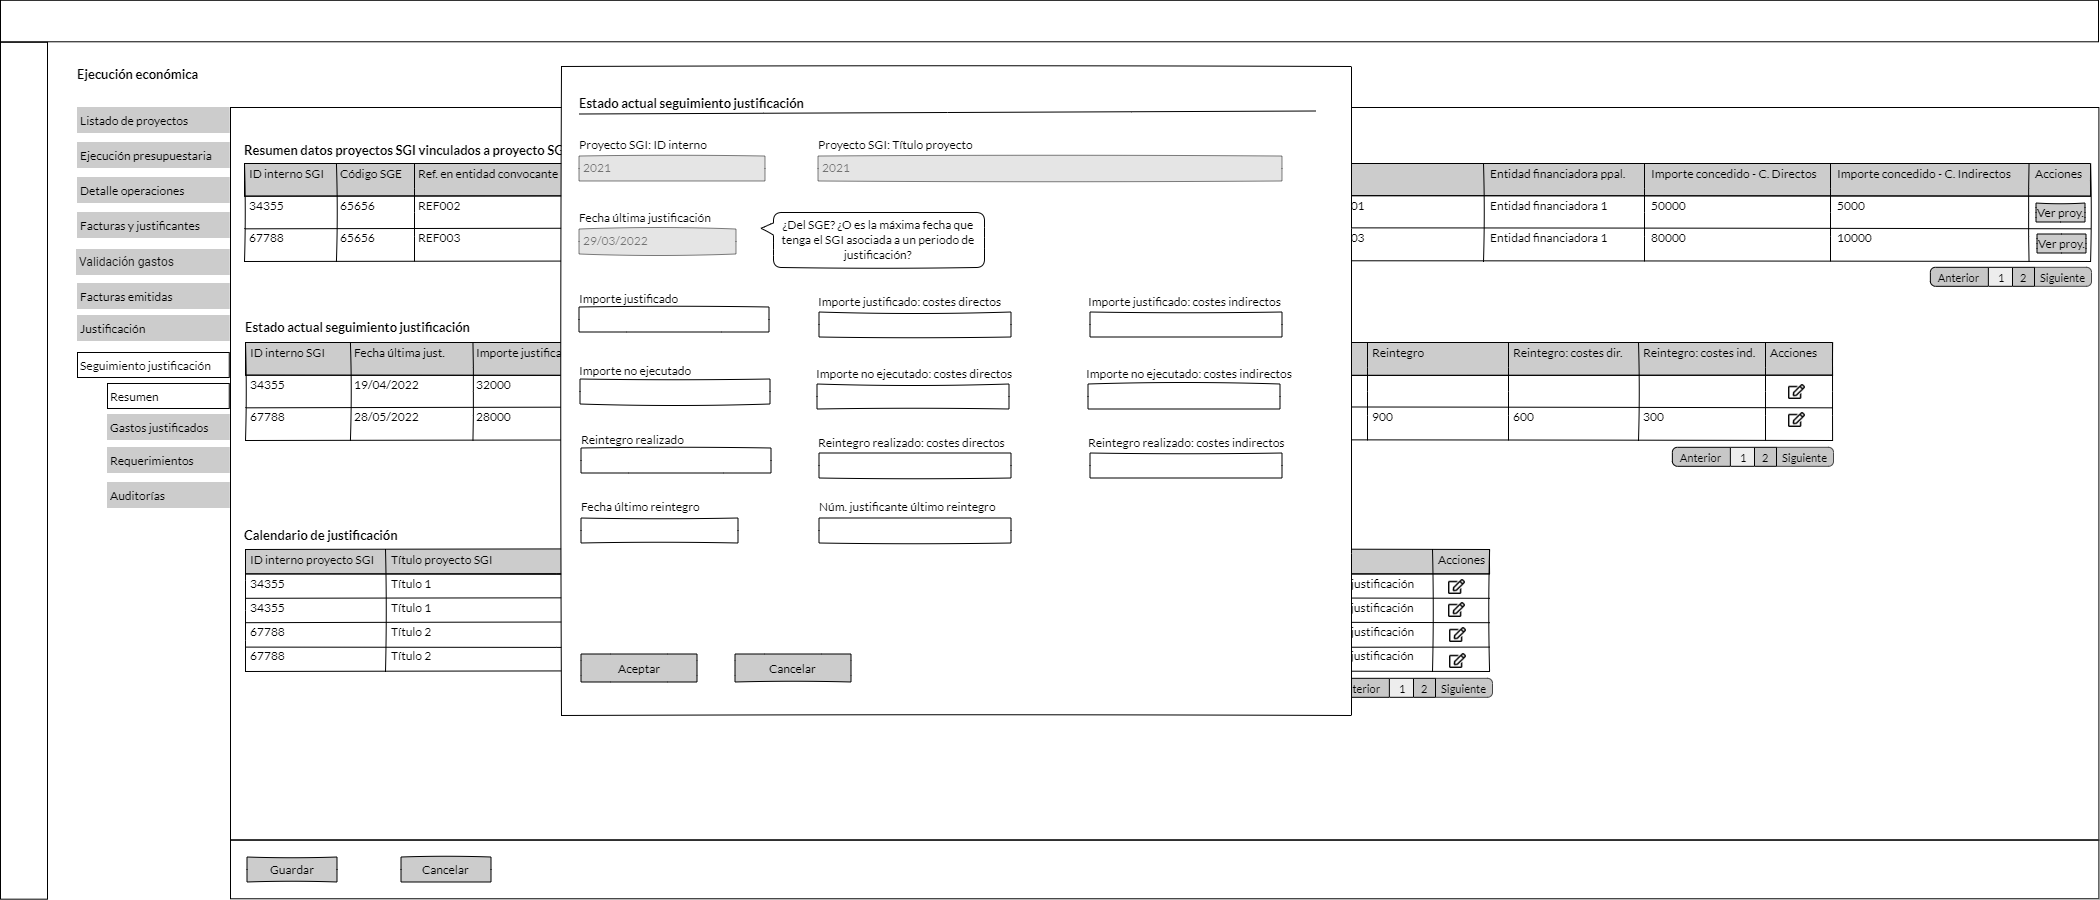 Ejecución económica
Listado de proyectos
Ejecución presupuestaria
Detalle operaciones
Facturas y justificantes
Validación gastos
Facturas emitidas
Justificación
Seguimiento justificación
Resumen
Gastos justificados
Requerimientos
Auditorías
Resumen datos proyectos SGI vinculados a proyecto SG
ID interno SGI Código SGE Ref. en entidad convocante Entidad financiadora ppal. Importe concedido - C. Directos Importe concedido - C. Indirectos Acciones
34355 65656 REF002 01 Entidad financiadora 1 50000 5000 Ver proy.
67788 65656 REF003 03 Entidad financiadora 1 80000 10000 Ver proy.
Anterior 1 2 Siguiente
Estado actual seguimiento justificación
ID interno SGI Fecha última just. Importe justifica Reintegro Reintegro: costes dir. Reintegro: costes ind. Acciones
34355 19/04/2022 32000
67788 28/05/2022 28000 900 600 300
Anterior 1 2 Siguiente
Calendario de justificación
ID interno proyecto SGI Título proyecto SGI Acciones
34355 Título 1 justificación
34355 Título 1 justificación
67788 Título 2 justificación
67788 Título 2 justificación
terior 1 2 Siguiente
Guardar Cancelar
Estado actual seguimiento justificación
Proyecto SGI: ID interno Proyecto SGI: Título proyecto
2021 2021
Fecha última justificación
29/03/2022
¿Del SGE? ¿O es la máxima fecha que
tenga el SGI asociada a un periodo de
justificación?
Importe justificado Importe justificado: costes directos Importe justificado: costes indirectos
Importe no ejecutado Importe no ejecutado: costes directos Importe no ejecutado: costes indirectos
Reintegro realizado Reintegro realizado: costes directos Reintegro realizado: costes indirectos
Fecha último reintegro Núm. justificante último reintegro
Aceptar Cancelar